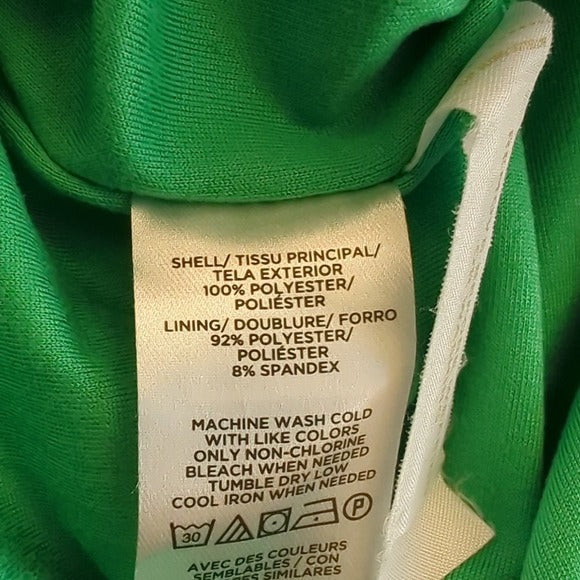 SHELL/ TISSU PRINCIPAL/
TELA EXTERIOR
100% POLYESTER/
POLIÉSTER
LINING/ DOUBLURE/ FORRO
92% POLYESTER/
POLIÉSTER
8% SPANDEX
MACHINE WASH COLD
WITH LIKE COLORS
ONLY NON-CHLORINE
BLEACH WHEN NEEDED
TUMBLE DRY LOW
COOL IRON WHEN NEEDED
30 P
AVEC DES COULEURS
SEMBLABLES / CON
RES SIMILARES